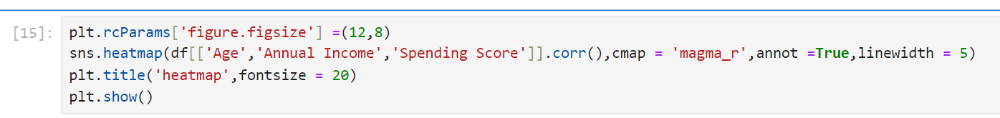 [15]: plt.rcParams['figure.figsize'] =(12,8)
sns.heatmap(df[['Age','Annual Income','Spending Score']].corr(),cmap = 'magma_r',annot =True,linewidth = 5)
plt.title('heatmap',fontsize = 20)
plt.show()